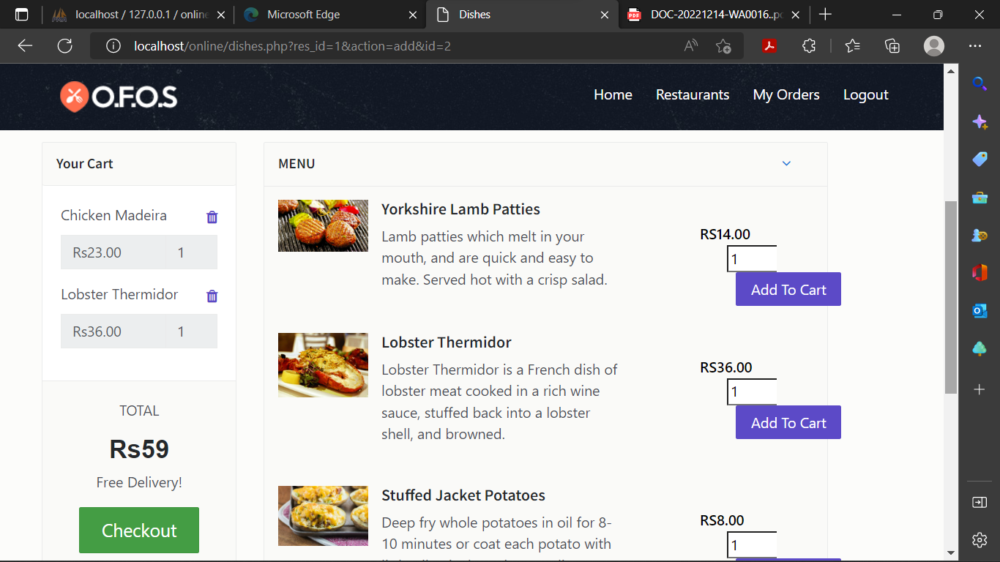 localhost / 127.0.0.1 / online
Microsoft Edge
Dishes
DOC-20221214-WA0016..pd
localhost/online/dishes.php?res_id=1&action=add&id=2
O.F.O.S
Home
Restaurants
My Orders
Logout
Your Cart
Chicken Madeira
Rs23.00 1
Lobster Thermidor
Rs36.00 1
TOTAL
Rs59
Free Delivery!
Checkout
MENU
Yorkshire Lamb Patties
Lamb patties which melt in your
mouth, and are quick and easy to
make. Served hot with a crisp salad.
RS14.00
1
Add To Cart
Lobster Thermidor
Lobster Thermidor is a French dish of
lobster meat cooked in a rich wine
sauce, stuffed back into a lobster
shell, and browned.
RS36.00
1
Add To Cart
Stuffed Jacket Potatoes
Deep fry whole potatoes in oil for 8-
10 minutes or coat each potato with
RS8.00
1